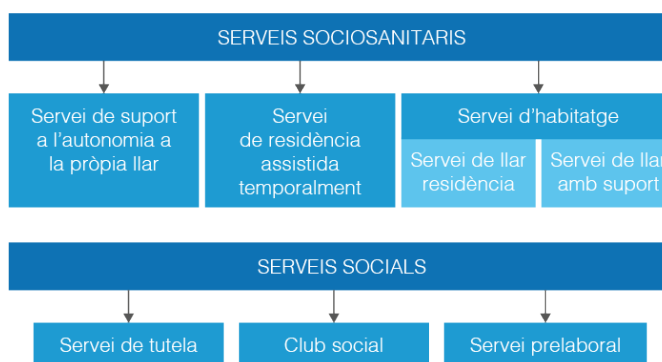 SERVEIS SOCIOSANITARIS
Servei de suport
a l'autonomia a
la pròpia llar
Servei
de residència
assistida
temporalment
Servei d'habitatge
Servei de llar
residència
Servei de llar
amb suport
SERVEIS SOCIALS
Servei de tutela
Club social
Servei prelaboral